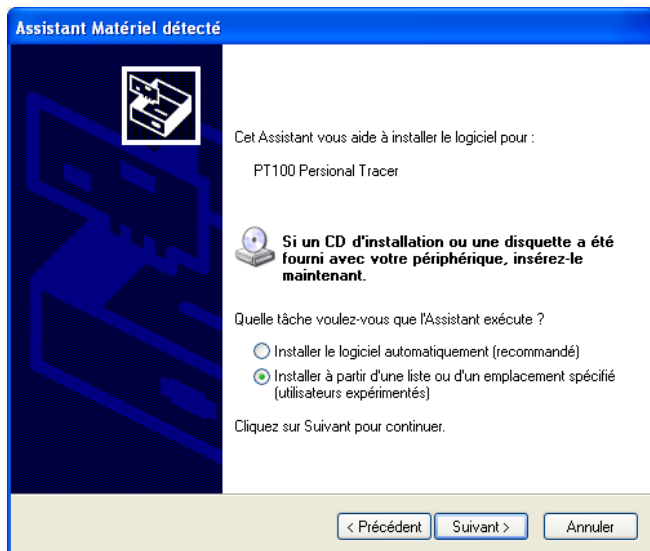 Assistant Matériel détecté
Cet Assistant vous aide à installer le logiciel pour :
PT100 Persional Tracer
Si un CD d'installation ou une disquette a été
fourni avec votre périphérique, insérez-le
maintenant.
Quelle tâche voulez-vous que l'Assistant exécute ?
Installer le logiciel automatiquement (recommandé)
Installer à partir d'une liste ou d'un emplacement spécifié
(utilisateurs expérimentés)
Cliquez sur Suivant pour continuer.
< Précédent
Suivant >
Annuler